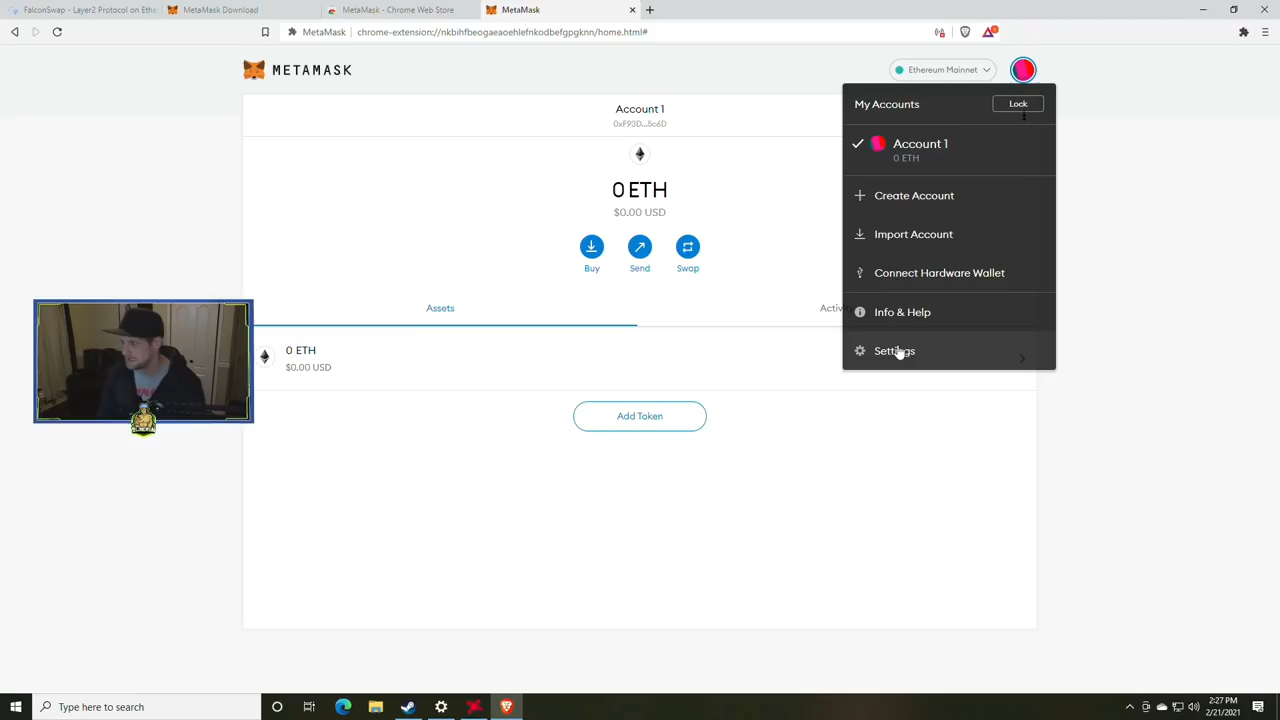 FalconSwap - Layer2 Protocol on Ethe
MetaMask Download
MetaMask - Chrome Web Store
MetaMask
MetaMask
chrome-extension://nkbihfbeogaeaoehlefnkodbefgpgknn/home.html#
METAMASK
Ethereum Mainnet
Account 1
0xF93D...5c6D
0 ETH
$0.00 USD
Buy
Send
Swap
Assets
Activi
0 ETH
$0.00 USD
Add Token
My Accounts
Lock
Account 1
0 ETH
Create Account
Import Account
Connect Hardware Wallet
Info & Help
Settings
Type here to search
2:27 PM
2/21/2021